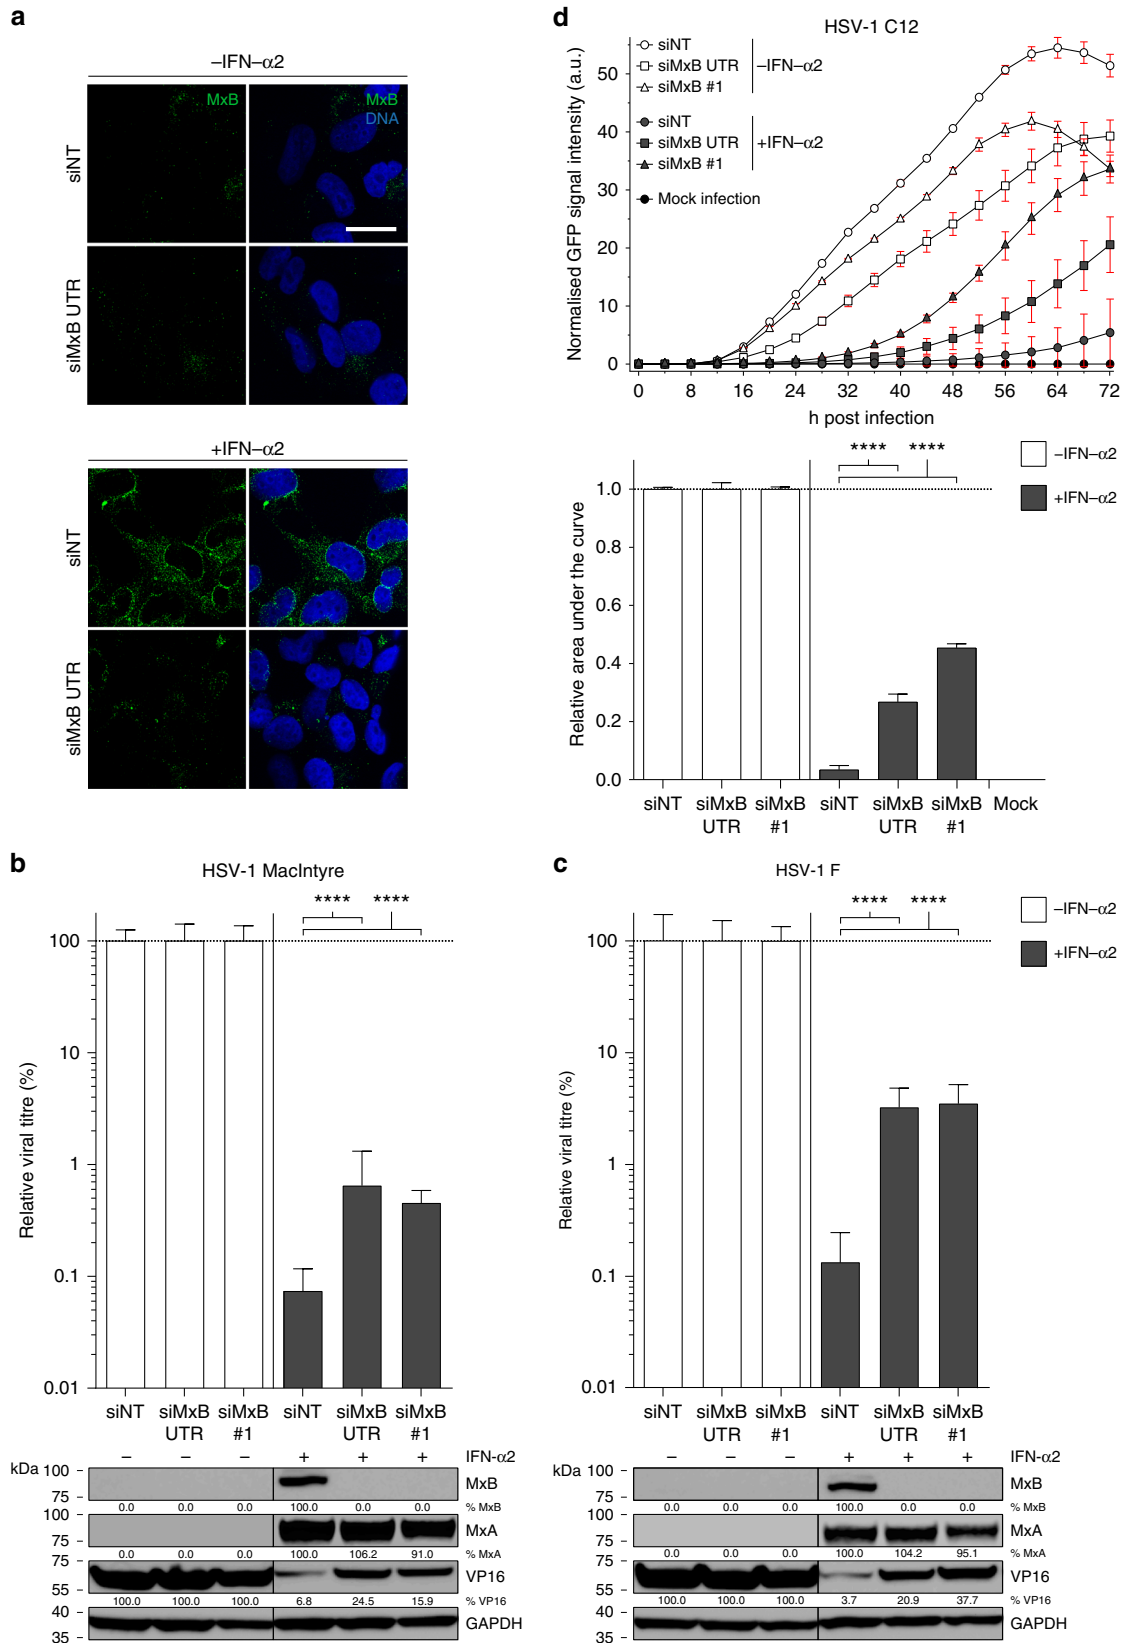 a
–IFN–α2
MxB
MxB
DNA
siNT
siMxB UTR
+IFN–α2
siNT
siMxB UTR
d
HSV-1 C12
siNT
siMxB UTR
siMxB #1
–IFN–α2
siNT
siMxB UTR
siMxB #1
+IFN–α2
Mock infection
Normalised GFP signal intensity (a.u.)
50
40
30
20
10
0
0 8 16 24 32 40 48 56 64 72
h post infection
**** ****
–IFN–α2
+IFN–α2
Relative area under the curve
1.0
0.8
0.6
0.4
0.2
0.0
siNT siMxB UTR siMxB #1 siNT siMxB UTR siMxB #1 Mock
b
HSV-1 MacIntyre
**** ****
Relative viral titre (%)
100
10
1
0.1
0.01
siNT siMxB UTR siMxB #1 siNT siMxB UTR siMxB #1
– – – + + + IFN-α2
kDa
100
75
MxB
0.0 0.0 0.0 100.0 0.0 0.0 % MxB
100
75
MxA
0.0 0.0 0.0 100.0 106.2 91.0 % MxA
75
55
VP16
100.0 100.0 100.0 6.8 24.5 15.9 % VP16
40
35
GAPDH
c
HSV-1 F
**** ****
–IFN–α2
+IFN–α2
Relative viral titre (%)
100
10
1
0.1
0.01
siNT siMxB UTR siMxB #1 siNT siMxB UTR siMxB #1
– – – + + + IFN-α2
kDa
100
75
MxB
0.0 0.0 0.0 100.0 0.0 0.0 % MxB
100
75
MxA
0.0 0.0 0.0 100.0 104.2 95.1 % MxA
75
55
VP16
100.0 100.0 100.0 3.7 20.9 37.7 % VP16
40
35
GAPDH